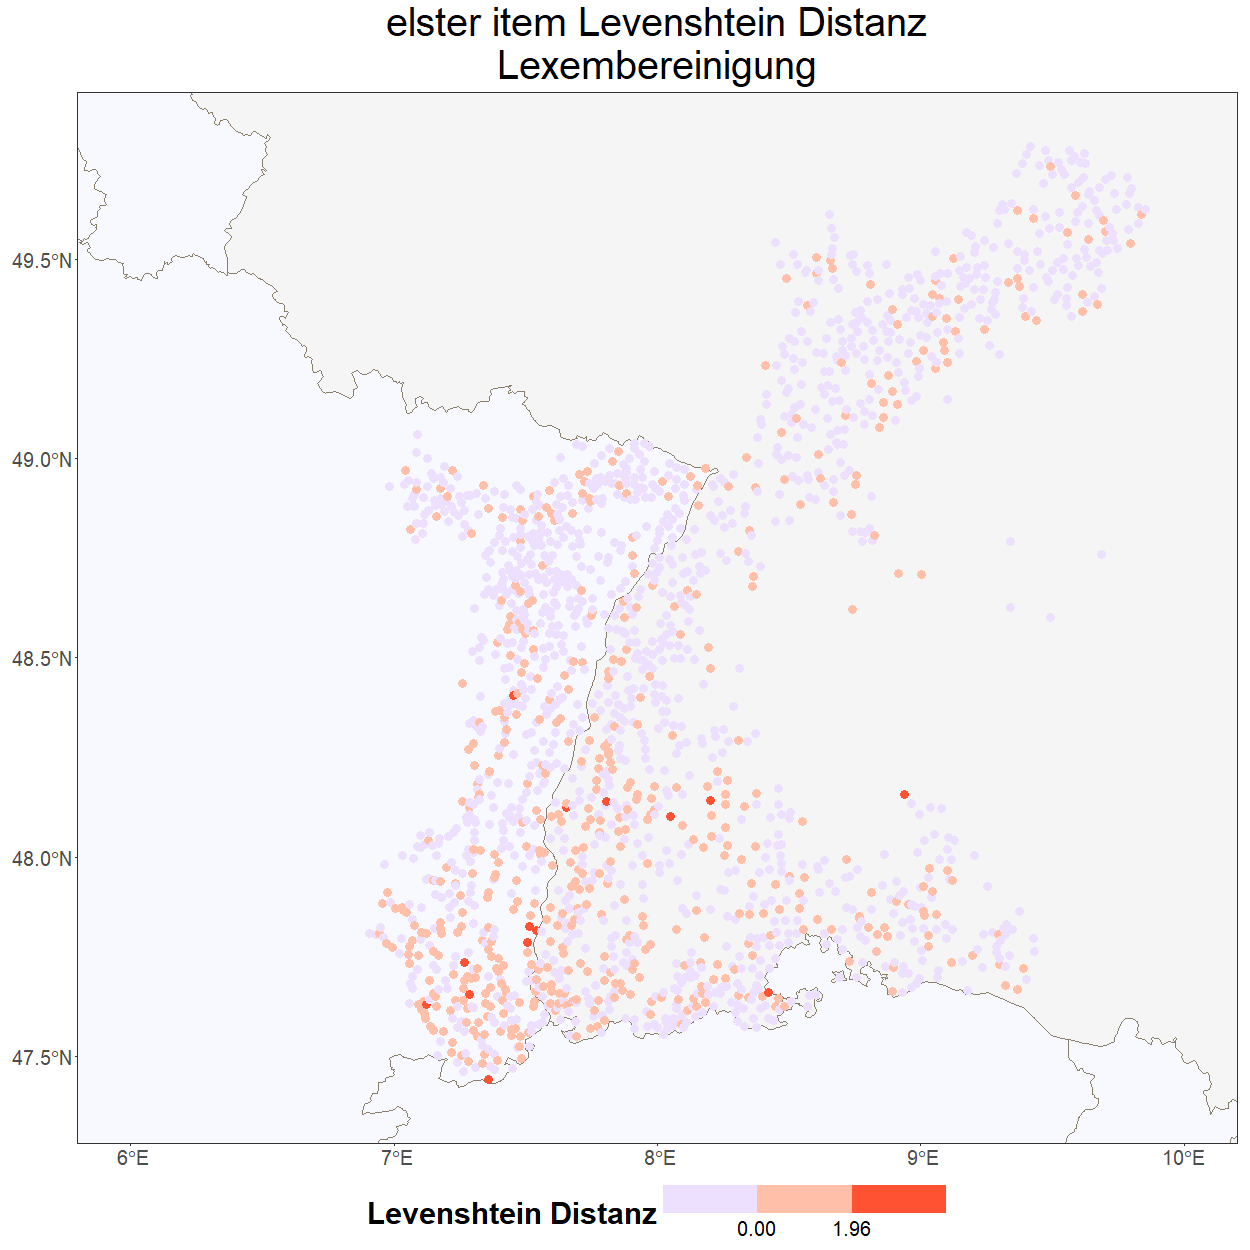 elster item Levenshtein Distanz
Lexembereinigung
49.5°N
49.0°N
48.5°N
48.0°N
47.5°N
6°E
7°E
8°E
9°E
10°E
Levenshtein Distanz
0.00
1.96